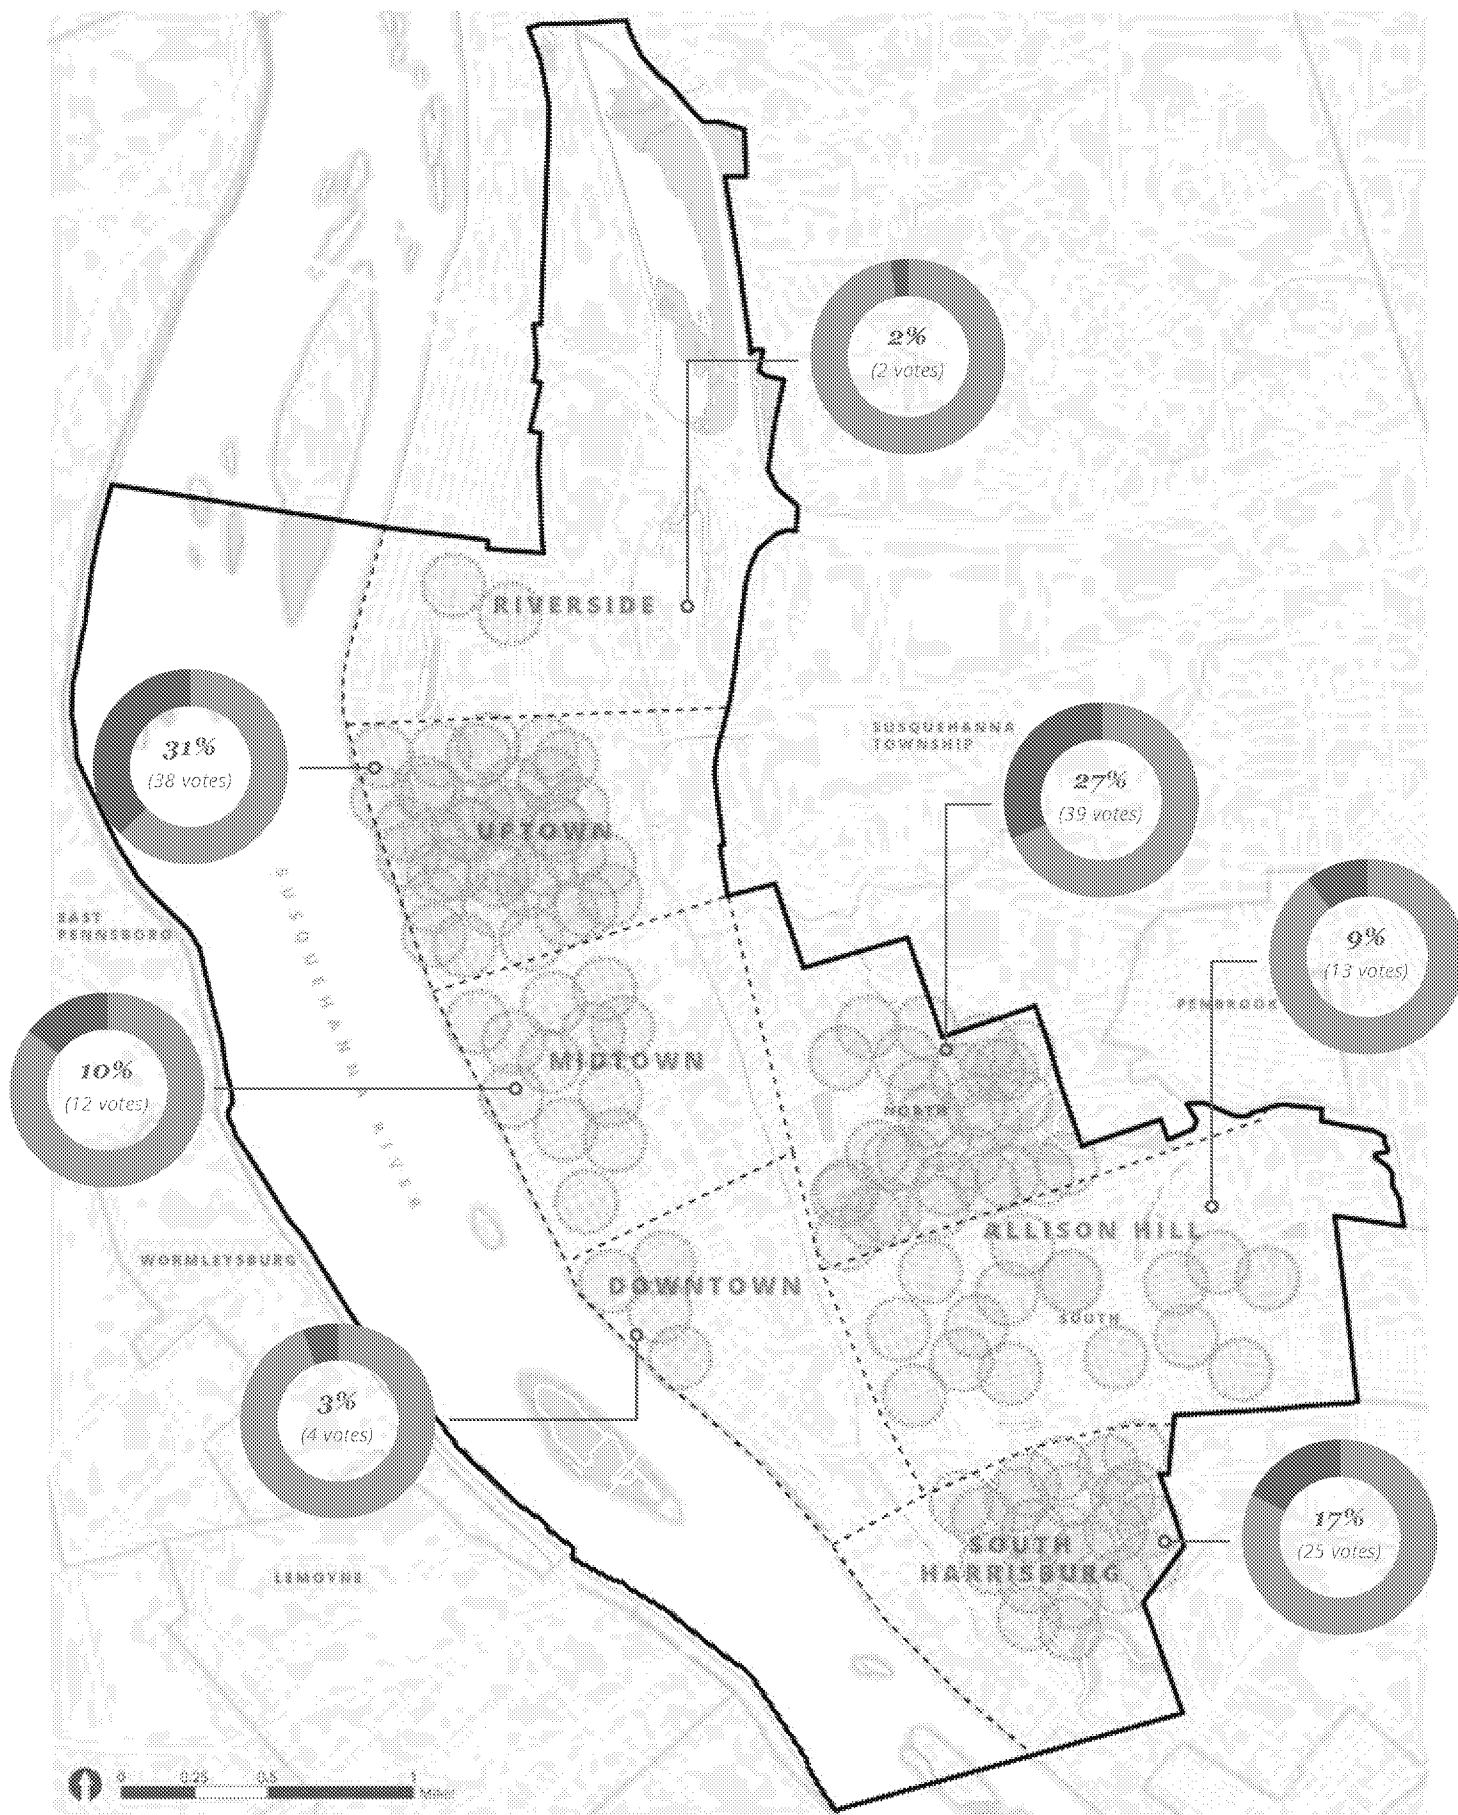 2%
(2 votes)
RIVERSIDE
SUSQUEHANNA
TOWNSHIP
31%
(38 votes)
27%
(39 votes)
UPTOWN
EAST
PENNSBORO
SUSQUEHANNA RIVER
9%
(13 votes)
PENBROOK
10%
(12 votes)
MIDTOWN
NORTH
ALLISON HILL
WORMLEYSBURG
DOWNTOWN
SOUTH
3%
(4 votes)
17%
(25 votes)
SOUTH
HARRISBURG
LEMOYNE
0 0.25 0.5 1
Miles